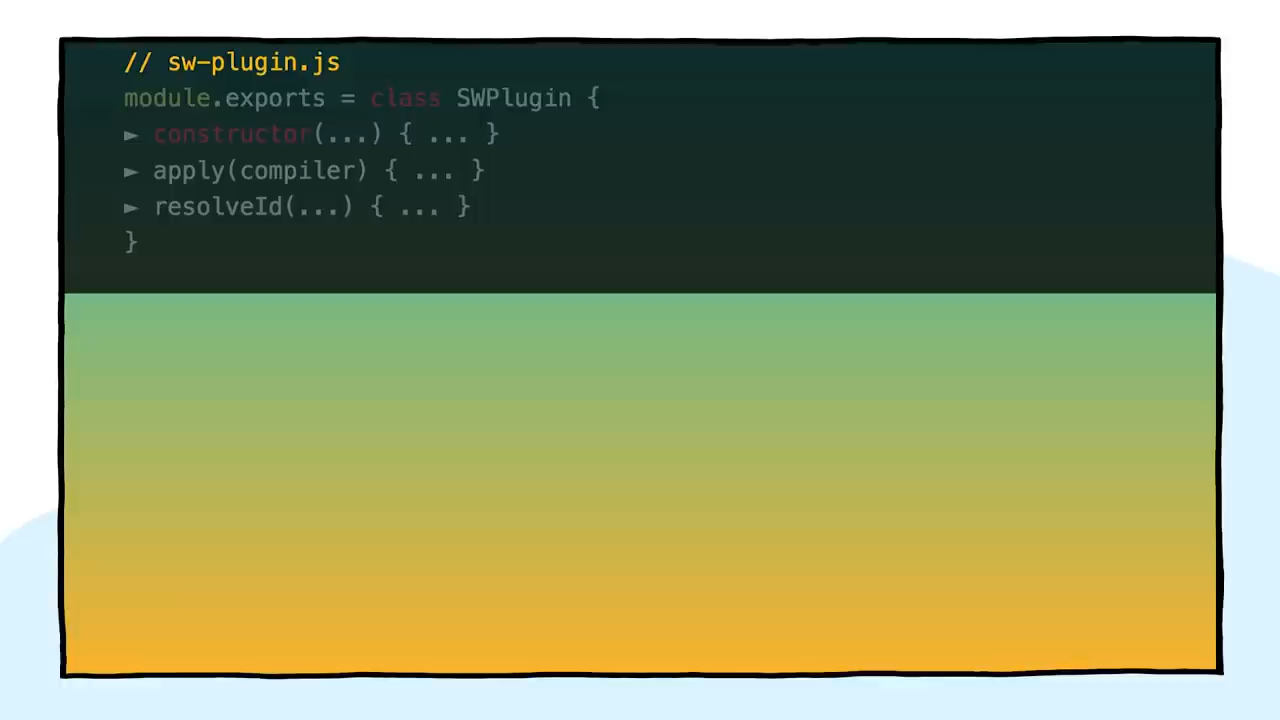 // sw-plugin.js
module.exports = class SWPlugin {
► constructor(...) { ... }
► apply(compiler) { ... }
► resolveId(...) { ... }
}